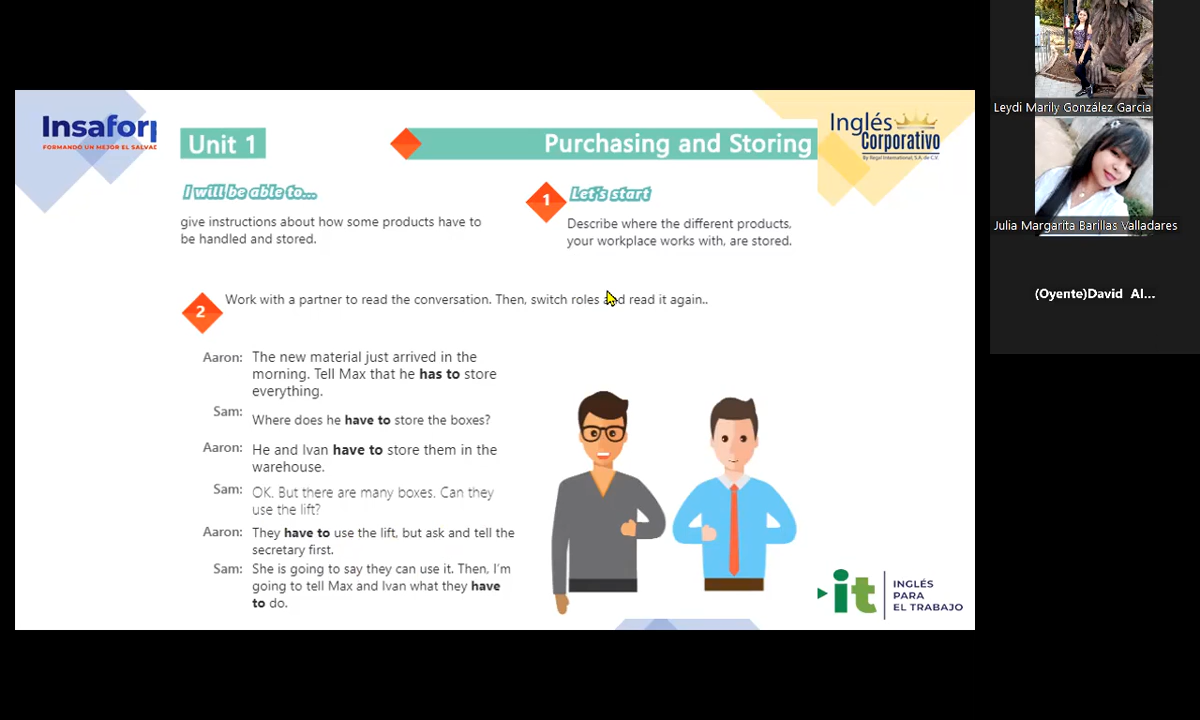 Insafor
FORMANDO UN MEJOR EL SALVAC
Unit 1
Purchasing and Storing
Inglés
Corporativo
by Regal International, S.A. de C.V.
I will be able to...
give instructions about how some products have to
be handled and stored.
1
Let's start
Describe where the different products,
your workplace works with, are stored.
2
Work with a partner to read the conversation. Then, switch roles and read it again..
Aaron: The new material just arrived in the
morning. Tell Max that he has to store
everything.
Sam: Where does he have to store the boxes?
Aaron: He and Ivan have to store them in the
warehouse.
Sam: OK. But there are many boxes. Can they
use the lift?
Aaron: They have to use the lift, but ask and tell the
secretary first.
Sam: She is going to say they can use it. Then, I'm
going to tell Max and Ivan what they have
to do.
it
INGLÉS
PARA
EL TRABAJO
Leydi Marily González Garcia
Julia Margarita Barillas Valladares
(Oyente)David Al...